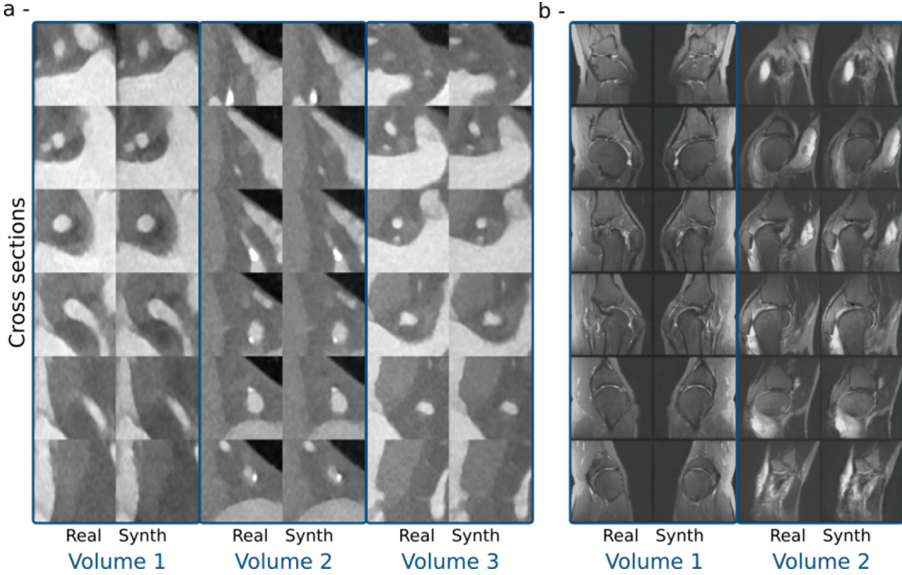 a -
b -
Cross sections
Real Synth Real Synth Real Synth Real Synth Real Synth
Volume 1 Volume 2 Volume 3 Volume 1 Volume 2